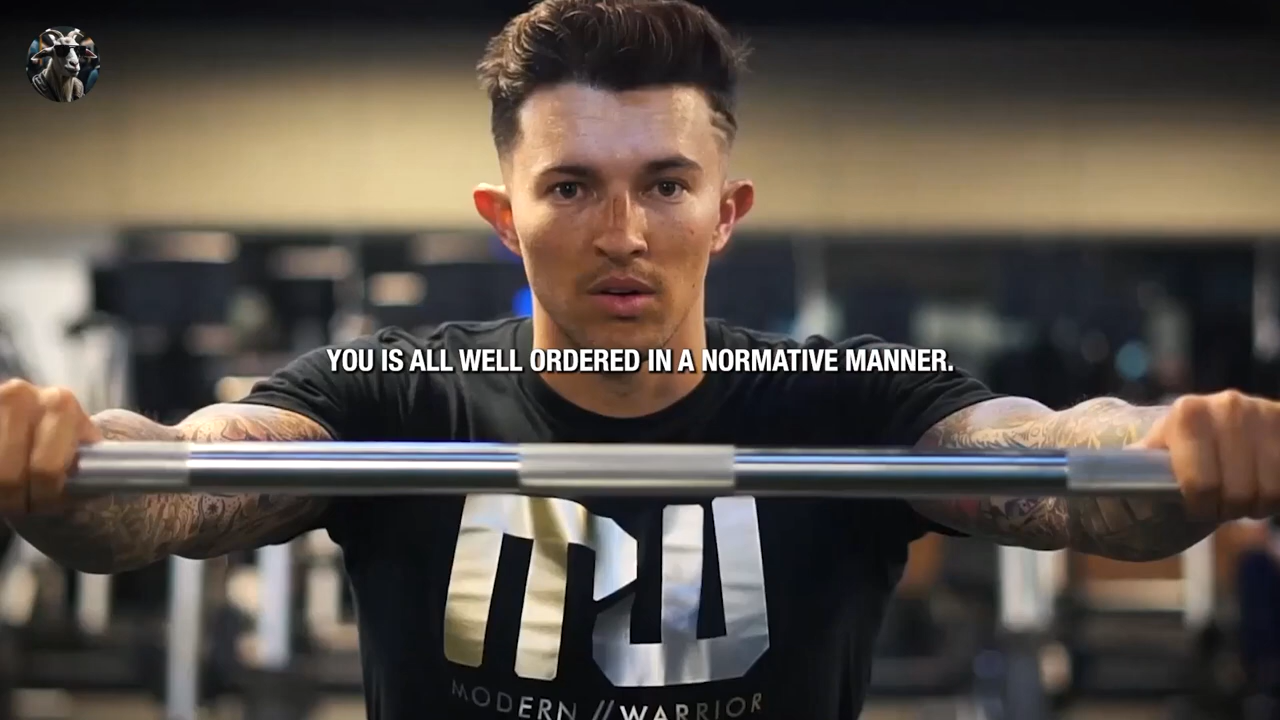 YOU IS ALL WELL ORDERED IN A NORMATIVE MANNER.
MW
MODERN // WARRIOR